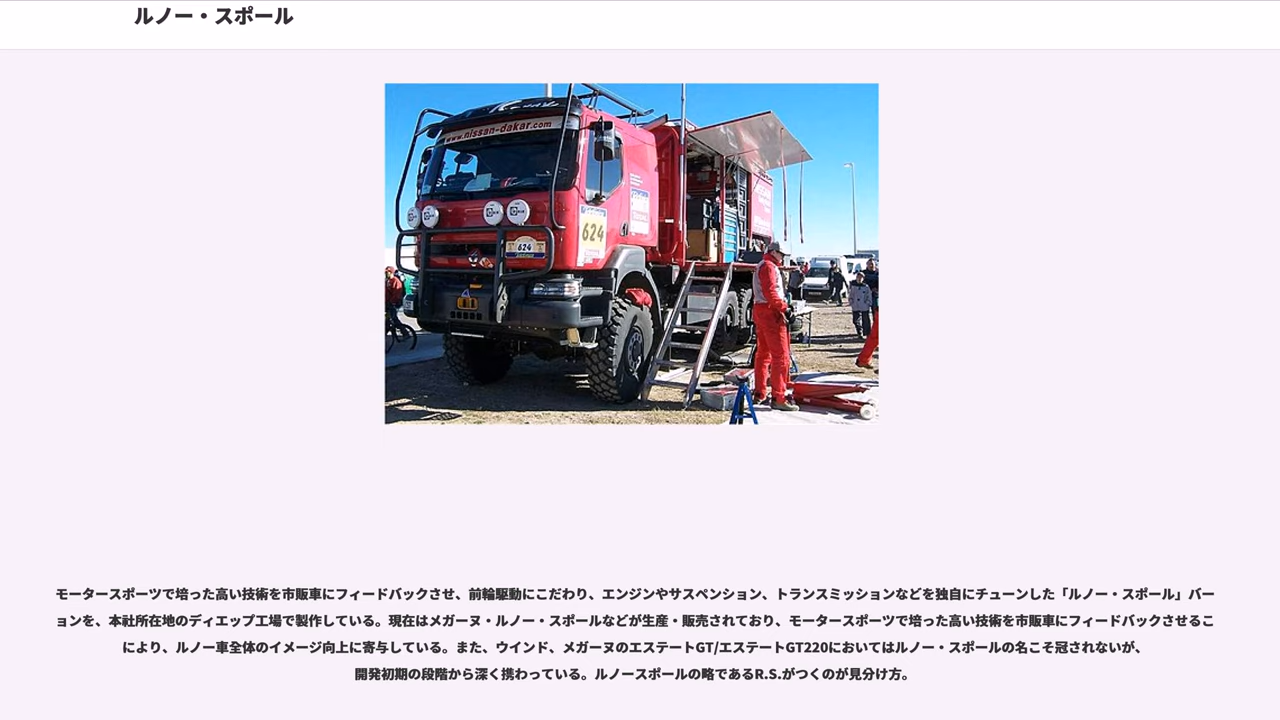 ルノー・スポール
www.nissan-dakar.com
624
624
モータースポーツで培った高い技術を市販車にフィードバックさせ、前輪駆動にこだわり、エンジンやサスペンション、トランスミッションなどを独自にチューンした「ルノー・スポール」バー
ョンを、本社所在地のディエップ工場で製作している。現在はメガーヌ・ルノー・スポールなどが生産・販売されており、モータースポーツで培った高い技術を市販車にフィードバックさせるこ
により、ルノー車全体のイメージ向上に寄与している。また、ウインド、メガーヌのエステートGT/エステートGT220においてはルノー・スポールの名こそ冠されないが、
開発初期の段階から深く携わっている。ルノースポールの略であるR.S.がつくのが見分け方。